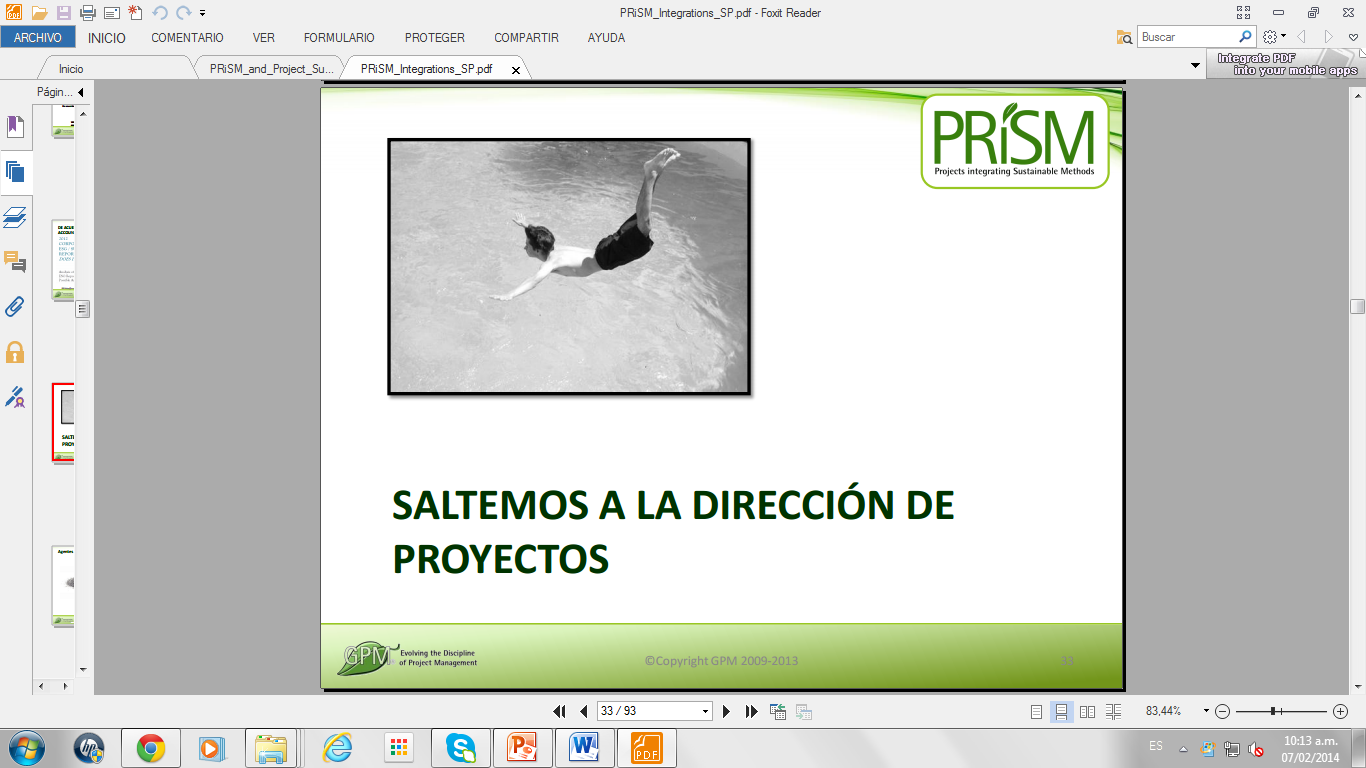 PRiSM_Integrations_SP.pdf - Foxit Reader
ARCHIVO INICIO COMENTARIO VER FORMULARIO PROTEGER COMPARTIR AYUDA
Buscar
Inicio
PRiSM_and_Project_Su...
PRiSM_Integrations_SP.pdf
Integrate PDF
into your mobile apps
Págin...
PRiSM
Projects integrating Sustainable Methods
SALTEMOS A LA DIRECCIÓN DE
PROYECTOS
GPM
Evolving the Discipline
of Project Management
©Copyright GPM 2009-2013
33
33 / 93
83,44%
ES
10:13 a.m.
07/02/2014